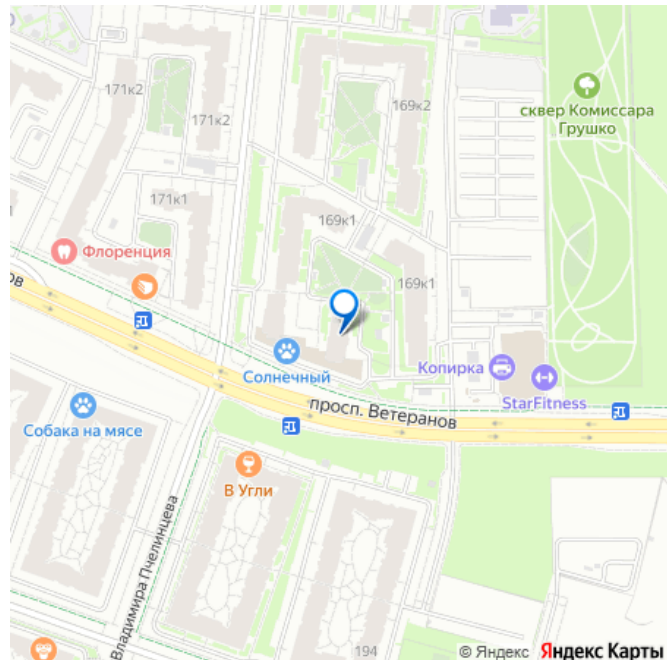 171к2
171к2
169к2
сквер Комиссара
Грушко
171к1
169к1
Флоренция
169к1
ов
Солнечный
Копирка
StarFitness
просп. Ветеранов
Собака на мясе
В Угли
Владимира Пчелинцева
194
© Яндекс Яндекс Карты